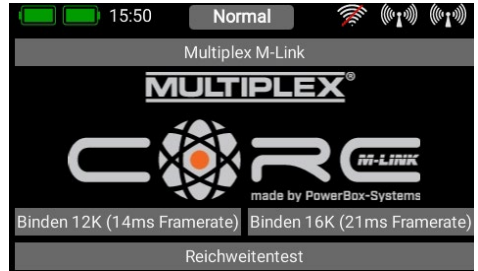 15:50 Normal
Multiplex M-Link
MULTIPLEX®
CORE M-LINK
made by PowerBox-Systems
Binden 12K (14ms Framerate) Binden 16K (21ms Framerate)
Reichweitentest